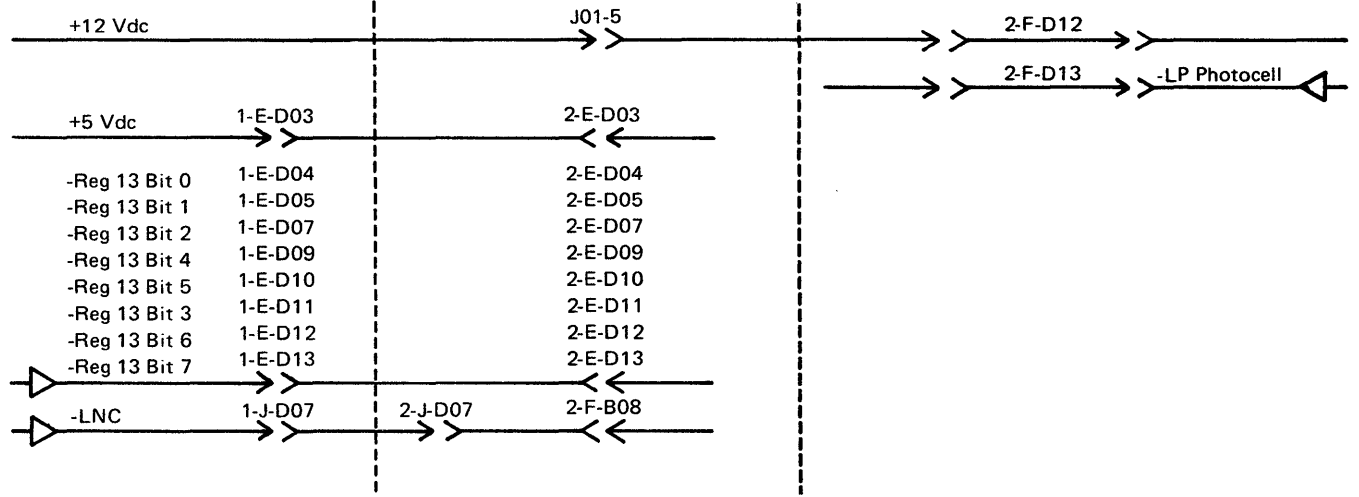 +12 Vdc J01-5 2-F-D12
2-F-D13 -LP Photocell
+5 Vdc 1-E-D03 2-E-D03
-Reg 13 Bit 0 1-E-D04 2-E-D04
-Reg 13 Bit 1 1-E-D05 2-E-D05
-Reg 13 Bit 2 1-E-D07 2-E-D07
-Reg 13 Bit 4 1-E-D09 2-E-D09
-Reg 13 Bit 5 1-E-D10 2-E-D10
-Reg 13 Bit 3 1-E-D11 2-E-D11
-Reg 13 Bit 6 1-E-D12 2-E-D12
-Reg 13 Bit 7 1-E-D13 2-E-D13
-LNC 1-J-D07 2-J-D07 2-F-B08